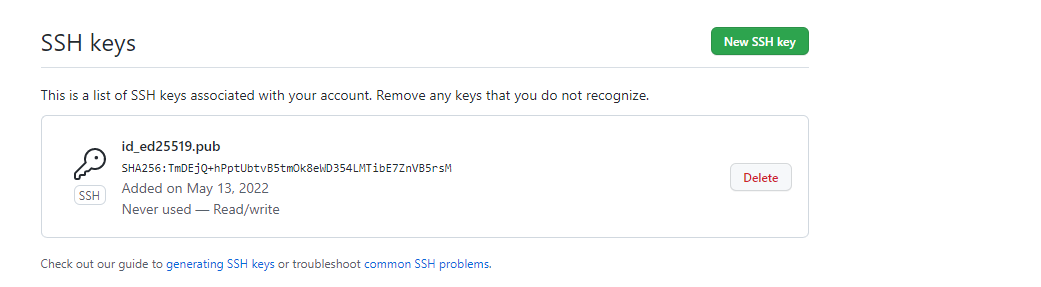 SSH keys
New SSH key
This is a list of SSH keys associated with your account. Remove any keys that you do not recognize.
id_ed25519.pub
SHA256:TmDEjQ+hPptUbtvB5tmOk8eWD354LMTibE7ZnVB5rsM
Added on May 13, 2022
Never used — Read/write
SSH
Delete
Check out our guide to generating SSH keys or troubleshoot common SSH problems.